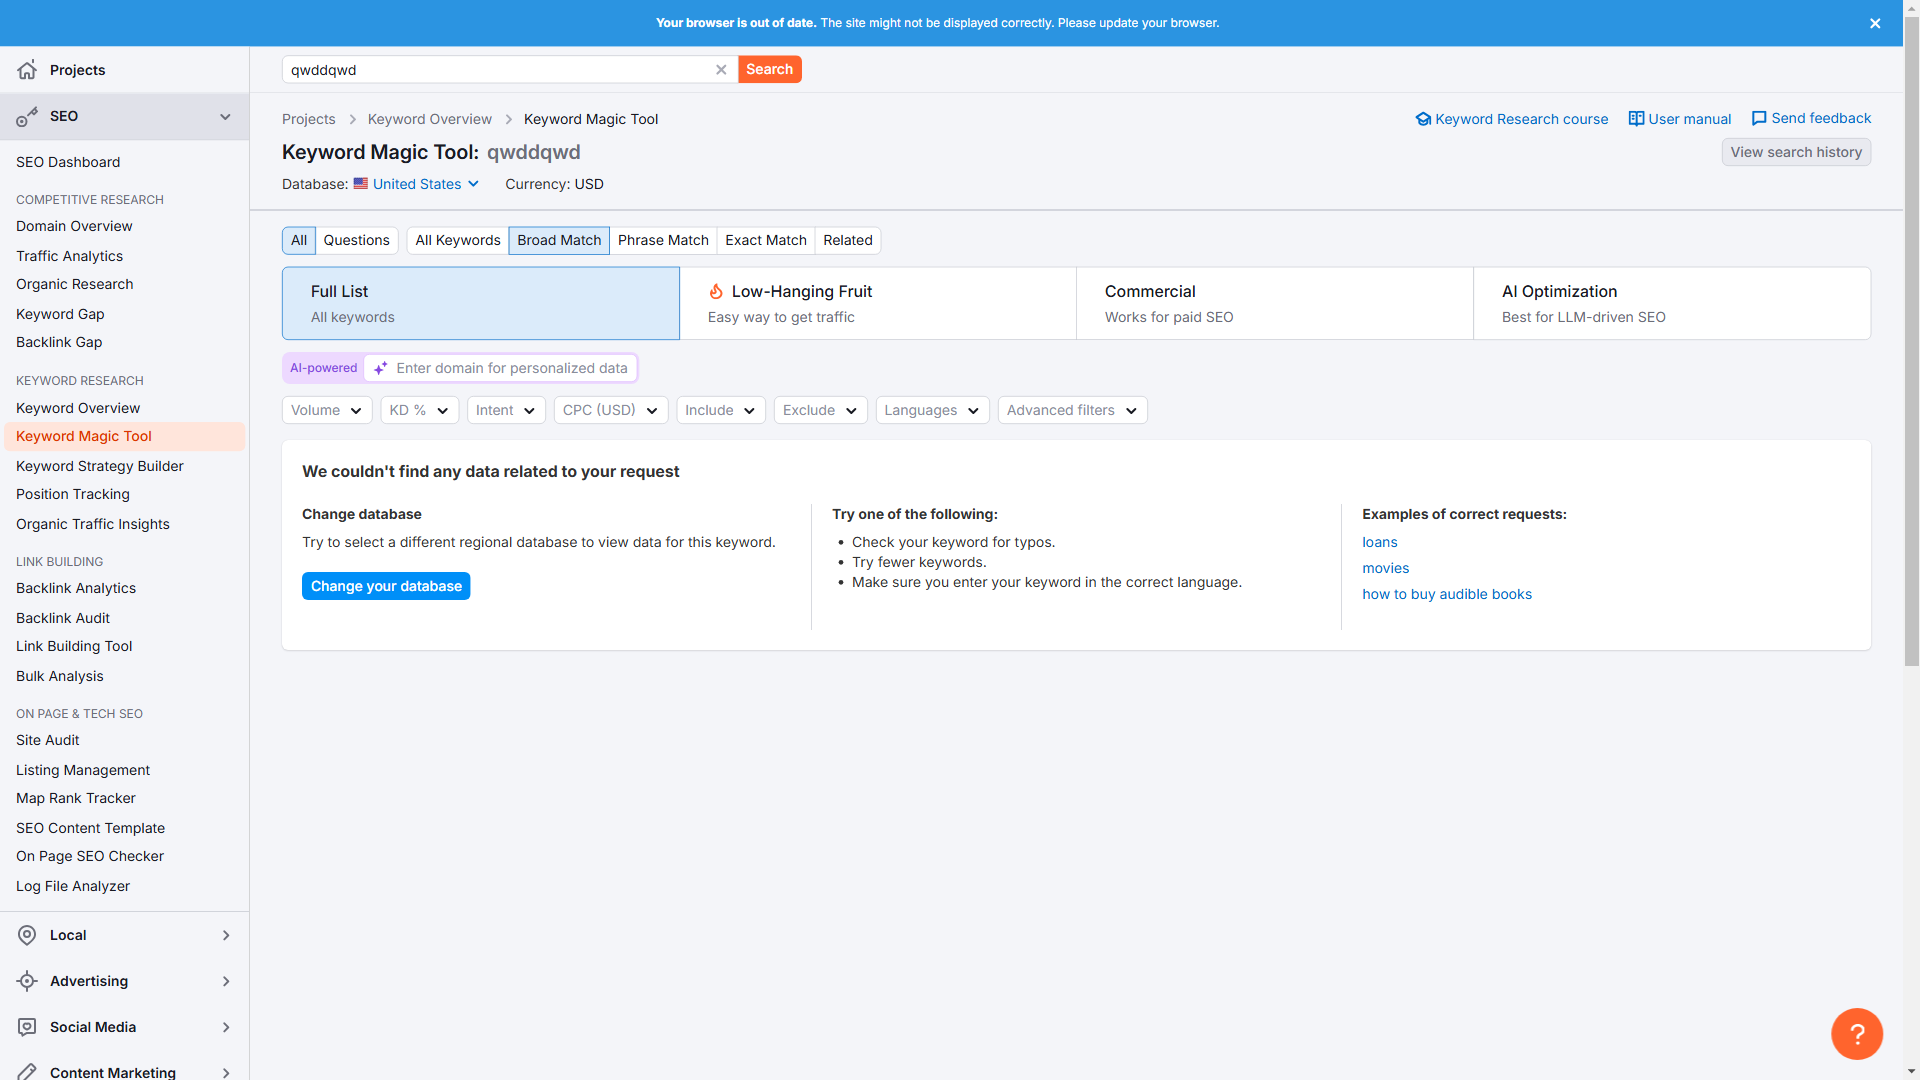 Your browser is out of date. The site might not be displayed correctly. Please update your browser.
Projects
SEO
SEO Dashboard
COMPETITIVE RESEARCH
Domain Overview
Traffic Analytics
Organic Research
Keyword Gap
Backlink Gap
KEYWORD RESEARCH
Keyword Overview
Keyword Magic Tool
Keyword Strategy Builder
Position Tracking
Organic Traffic Insights
LINK BUILDING
Backlink Analytics
Backlink Audit
Link Building Tool
Bulk Analysis
ON PAGE & TECH SEO
Site Audit
Listing Management
Map Rank Tracker
SEO Content Template
On Page SEO Checker
Log File Analyzer
Local
Advertising
Social Media
Content Marketing
qwddqwd
Search
Projects > Keyword Overview > Keyword Magic Tool
Keyword Research course
User manual
Send feedback
Keyword Magic Tool: qwddqwd
View search history
Database: United States
Currency: USD
All
Questions
All Keywords
Broad Match
Phrase Match
Exact Match
Related
Full List
All keywords
Low-Hanging Fruit
Easy way to get traffic
Commercial
Works for paid SEO
AI Optimization
Best for LLM-driven SEO
AI-powered
Enter domain for personalized data
Volume
KD %
Intent
CPC (USD)
Include
Exclude
Languages
Advanced filters
We couldn't find any data related to your request
Change database
Try to select a different regional database to view data for this keyword.
Change your database
Try one of the following:
• Check your keyword for typos.
• Try fewer keywords.
• Make sure you enter your keyword in the correct language.
Examples of correct requests:
loans
movies
how to buy audible books
?